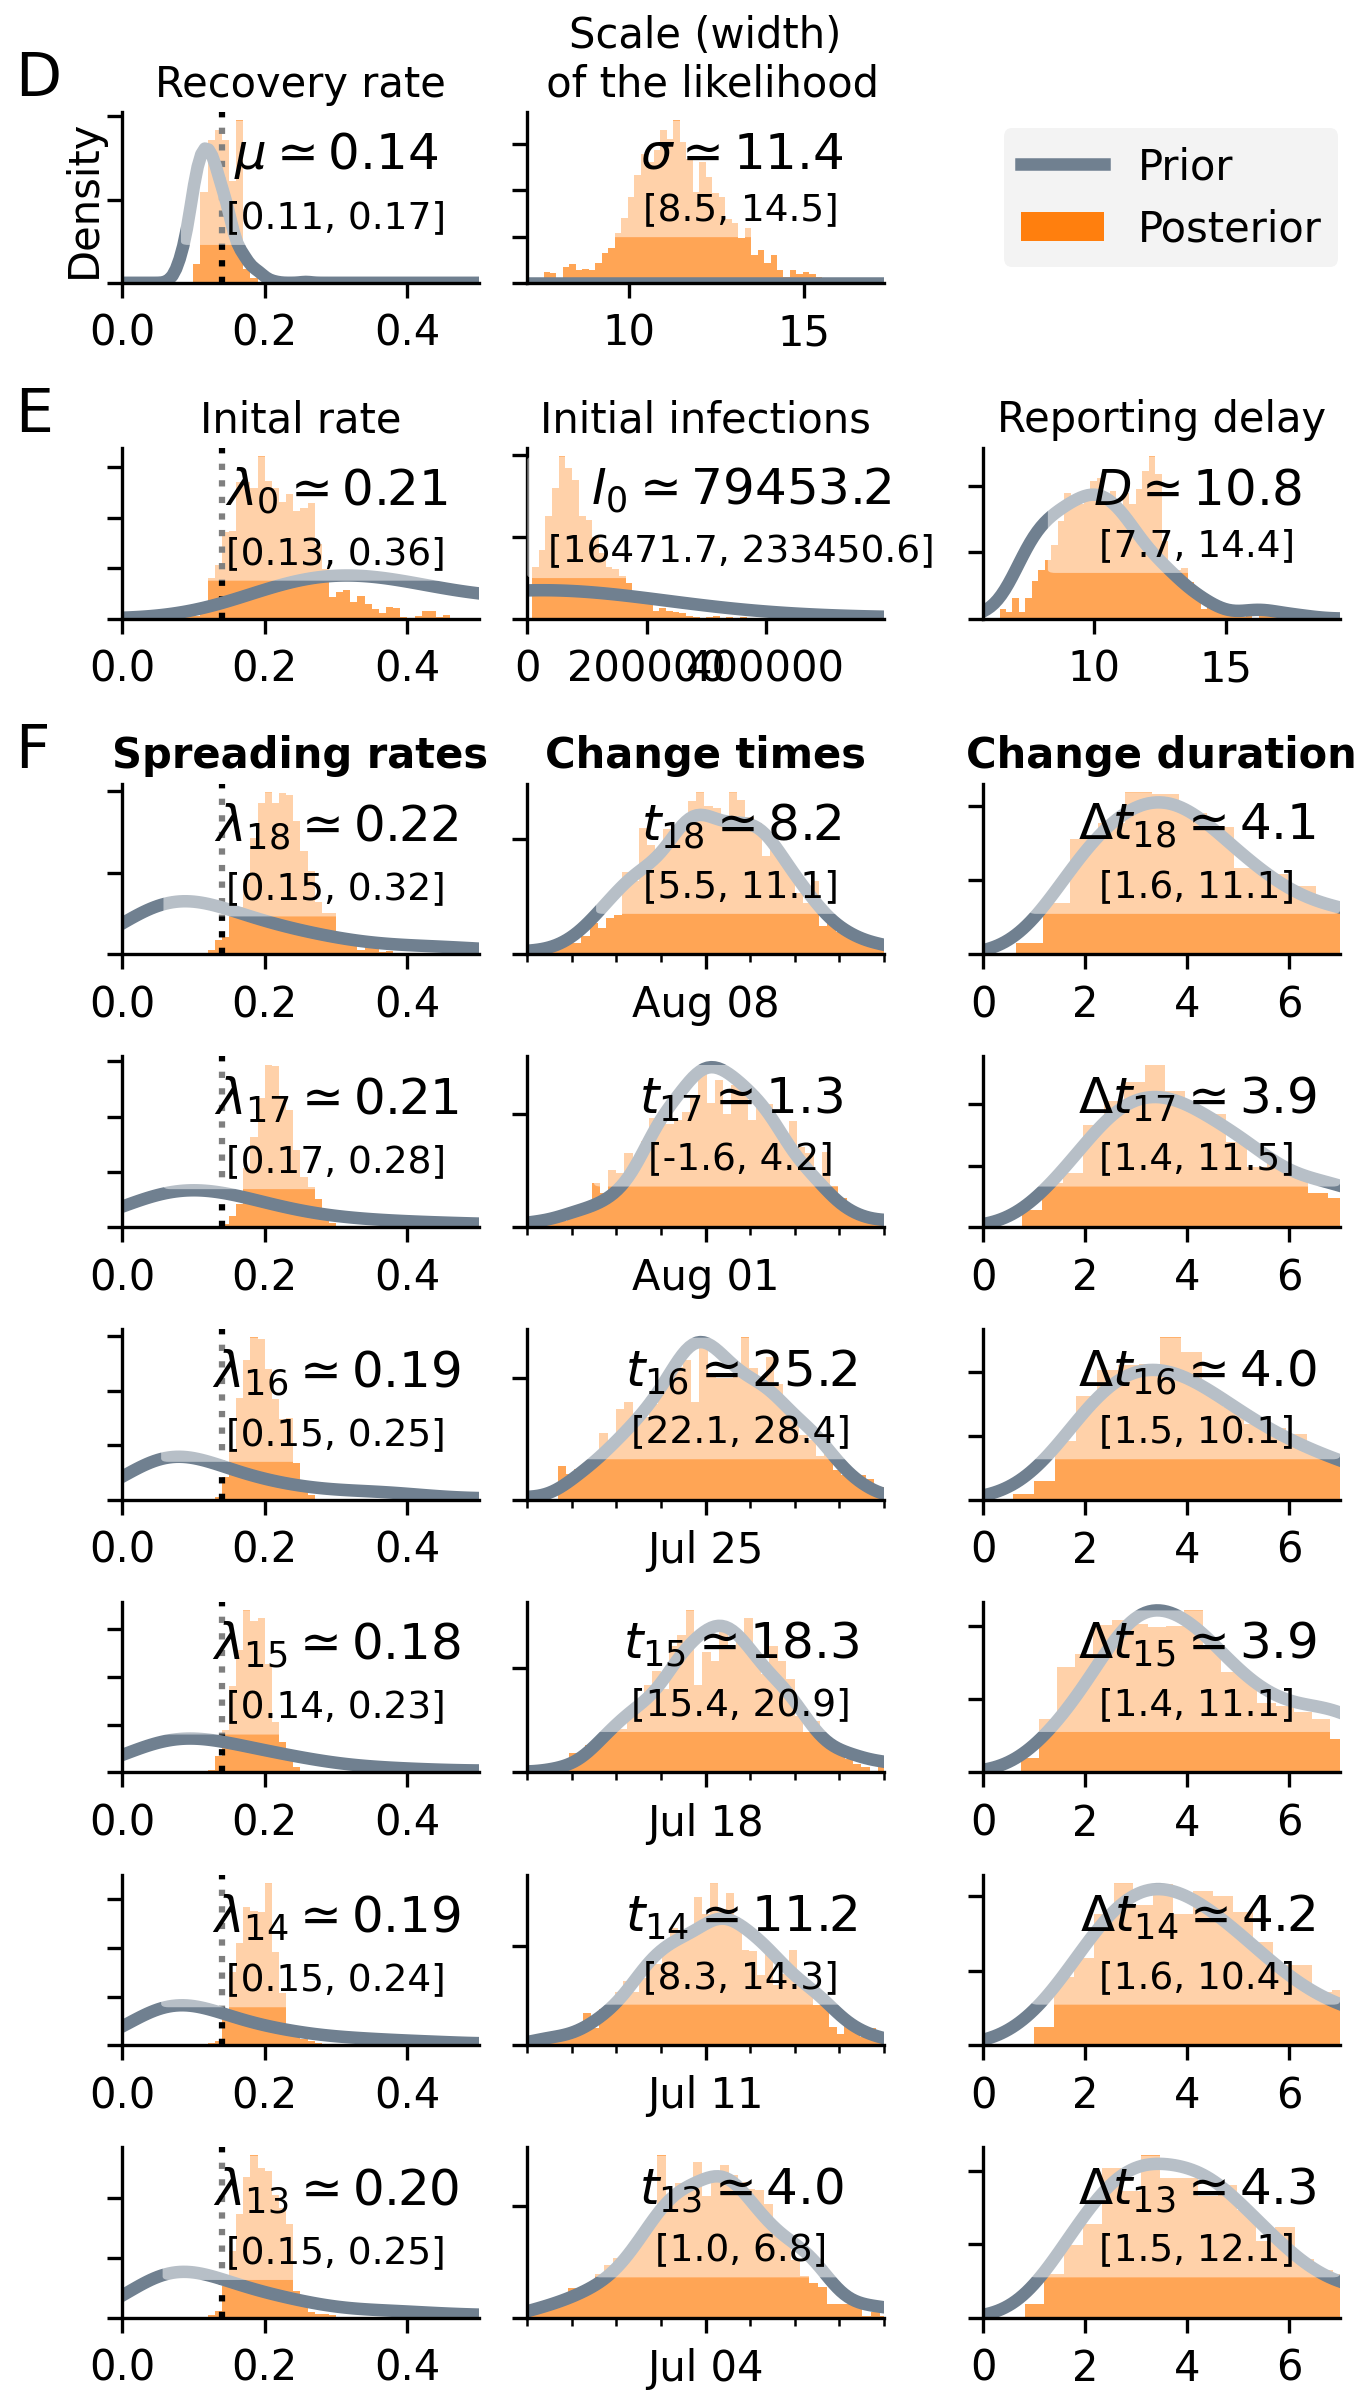 D
Recovery rate
Scale (width)
of the likelihood
Density
μ ≃ 0.14
[0.11, 0.17]
0.0 0.2 0.4
σ ≃ 11.4
[8.5, 14.5]
10 15
Prior
Posterior
E
Inital rate
λ0 ≃ 0.21
[0.13, 0.36]
0.0 0.2 0.4
Initial infections
I0 ≃ 79453.2
[16471.7, 233450.6]
0 200000 400000
Reporting delay
D ≃ 10.8
[7.7, 14.4]
10 15
F
Spreading rates
Change times
Change duration
λ18 ≃ 0.22
[0.15, 0.32]
0.0 0.2 0.4
t18 ≃ 8.2
[5.5, 11.1]
Aug 08
Δt18 ≃ 4.1
[1.6, 11.1]
0 2 4 6
λ17 ≃ 0.21
[0.17, 0.28]
0.0 0.2 0.4
t17 ≃ 1.3
[-1.6, 4.2]
Aug 01
Δt17 ≃ 3.9
[1.4, 11.5]
0 2 4 6
λ16 ≃ 0.19
[0.15, 0.25]
0.0 0.2 0.4
t16 ≃ 25.2
[22.1, 28.4]
Jul 25
Δt16 ≃ 4.0
[1.5, 10.1]
0 2 4 6
λ15 ≃ 0.18
[0.14, 0.23]
0.0 0.2 0.4
t15 ≃ 18.3
[15.4, 20.9]
Jul 18
Δt15 ≃ 3.9
[1.4, 11.1]
0 2 4 6
λ14 ≃ 0.19
[0.15, 0.24]
0.0 0.2 0.4
t14 ≃ 11.2
[8.3, 14.3]
Jul 11
Δt14 ≃ 4.2
[1.6, 10.4]
0 2 4 6
λ13 ≃ 0.20
[0.15, 0.25]
0.0 0.2 0.4
t13 ≃ 4.0
[1.0, 6.8]
Jul 04
Δt13 ≃ 4.3
[1.5, 12.1]
0 2 4 6